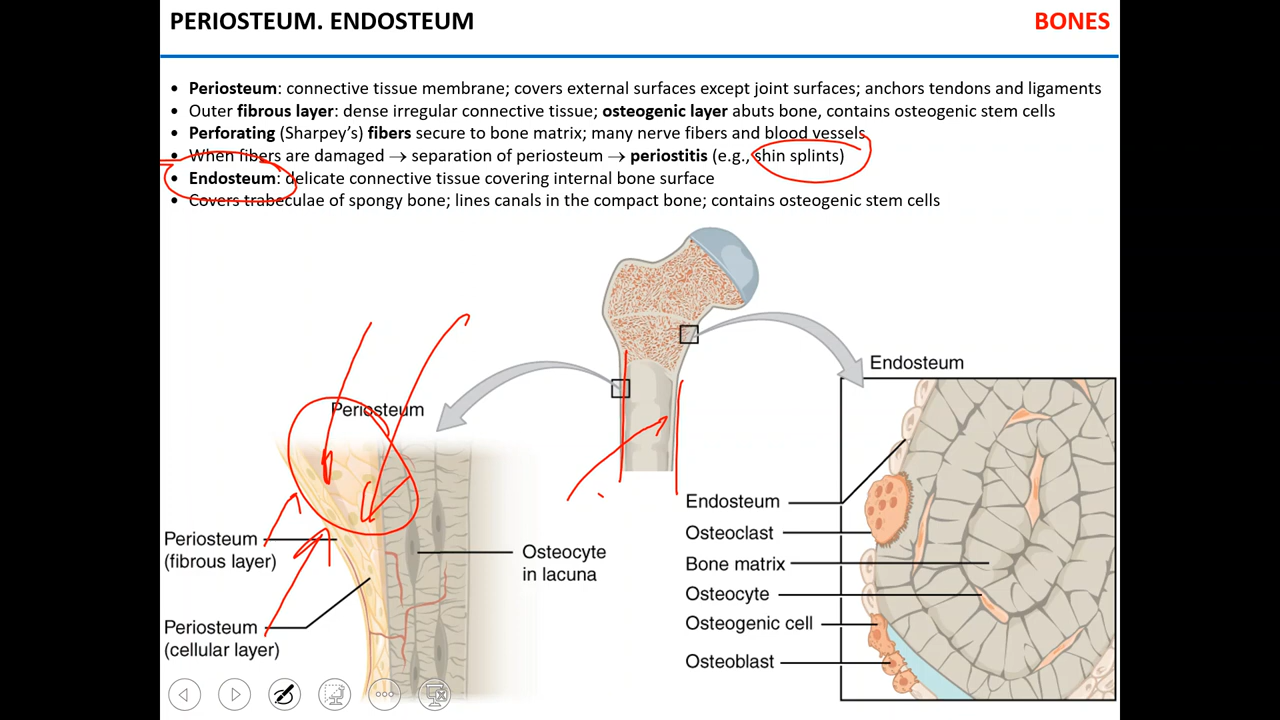 PERIOSTEUM. ENDOSTEUM
BONES
• Periosteum: connective tissue membrane; covers external surfaces except joint surfaces; anchors tendons and ligaments
• Outer fibrous layer: dense irregular connective tissue; osteogenic layer abuts bone, contains osteogenic stem cells
• Perforating (Sharpey's) fibers secure to bone matrix; many nerve fibers and blood vessels
• When fibers are damaged → separation of periosteum → periostitis (e.g., shin splints)
• Endosteum: delicate connective tissue covering internal bone surface
• Covers trabeculae of spongy bone; lines canals in the compact bone; contains osteogenic stem cells
Periosteum
Periosteum
(fibrous layer)
Periosteum
(cellular layer)
Osteocyte
in lacuna
Endosteum
Endosteum
Osteoclast
Bone matrix
Osteocyte
Osteogenic cell
Osteoblast